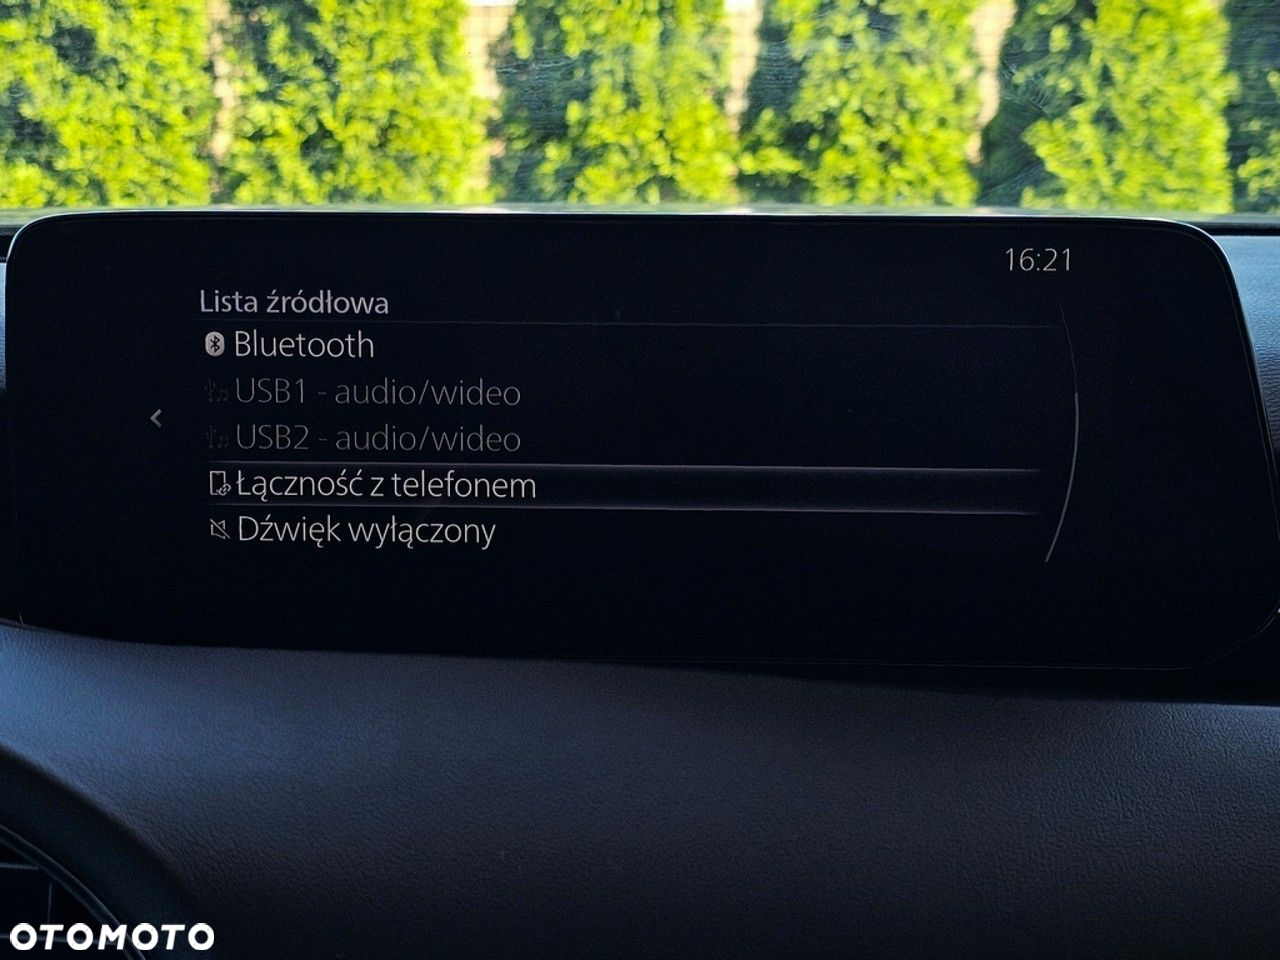 16:21
Lista źródłowa
Bluetooth
USB1 - audio/wideo
USB2 - audio/wideo
Łączność z telefonem
Dźwięk wyłączony
OTOMOTO